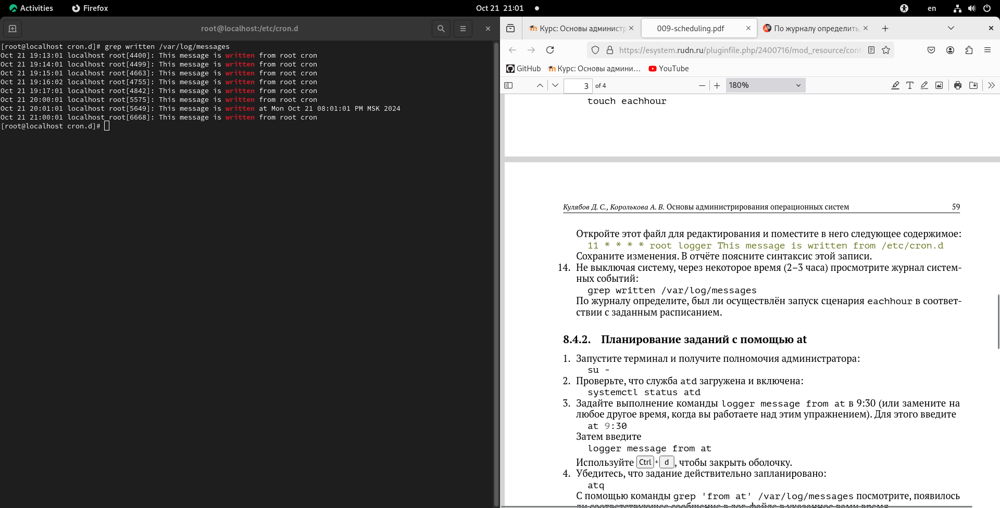 Activities
Firefox
Oct 21 21:01
en
root@localhost:/etc/cron.d
[root@localhost cron.d]# grep written /var/log/messages
Oct 21 19:13:01 localhost root[4400]: This message is written from root cron
Oct 21 19:14:01 localhost root[4499]: This message is written from root cron
Oct 21 19:15:01 localhost root[4663]: This message is written from root cron
Oct 21 19:16:02 localhost root[4755]: This message is written from root cron
Oct 21 19:17:01 localhost root[4842]: This message is written from root cron
Oct 21 20:00:01 localhost root[5575]: This message is written from root cron
Oct 21 20:01:01 localhost root[5649]: This message is written at Mon Oct 21 08:01:01 PM MSK 2024
Oct 21 21:00:01 localhost root[6668]: This message is written from root cron
[root@localhost cron.d]#
Курс: Основы администр
009-scheduling.pdf
По журналу определить,
https://esystem.rudn.ru/pluginfile.php/2400716/mod_resource/cont
GitHub
Курс: Основы админи…
YouTube
3 of 4
180%
touch eachhour
Кулябов Д. С., Королькова А. В. Основы администрирования операционных систем 59
Откройте этот файл для редактирования и поместите в него следующее содержимое:
11 * * * * root logger This message is written from /etc/cron.d
Сохраните изменения. В отчёте поясните синтаксис этой записи.
14. Не выключая систему, через некоторое время (2–3 часа) просмотрите журнал систем-
ных событий:
grep written /var/log/messages
По журналу определите, был ли осуществлён запуск сценария eachhour в соответ-
ствии с заданным расписанием.
8.4.2. Планирование заданий с помощью at
1. Запустите терминал и получите полномочия администратора:
su -
2. Проверьте, что служба atd загружена и включена:
systemctl status atd
3. Задайте выполнение команды logger message from at в 9:30 (или замените на
любое другое время, когда вы работаете над этим упражнением). Для этого введите
at 9:30
Затем введите
logger message from at
Используйте Ctrl + d , чтобы закрыть оболочку.
4. Убедитесь, что задание действительно запланировано:
atq
С помощью команды grep 'from at' /var/log/messages посмотрите, появилось
ли соответствующее сообщение в лог-файле в указанное вами время.